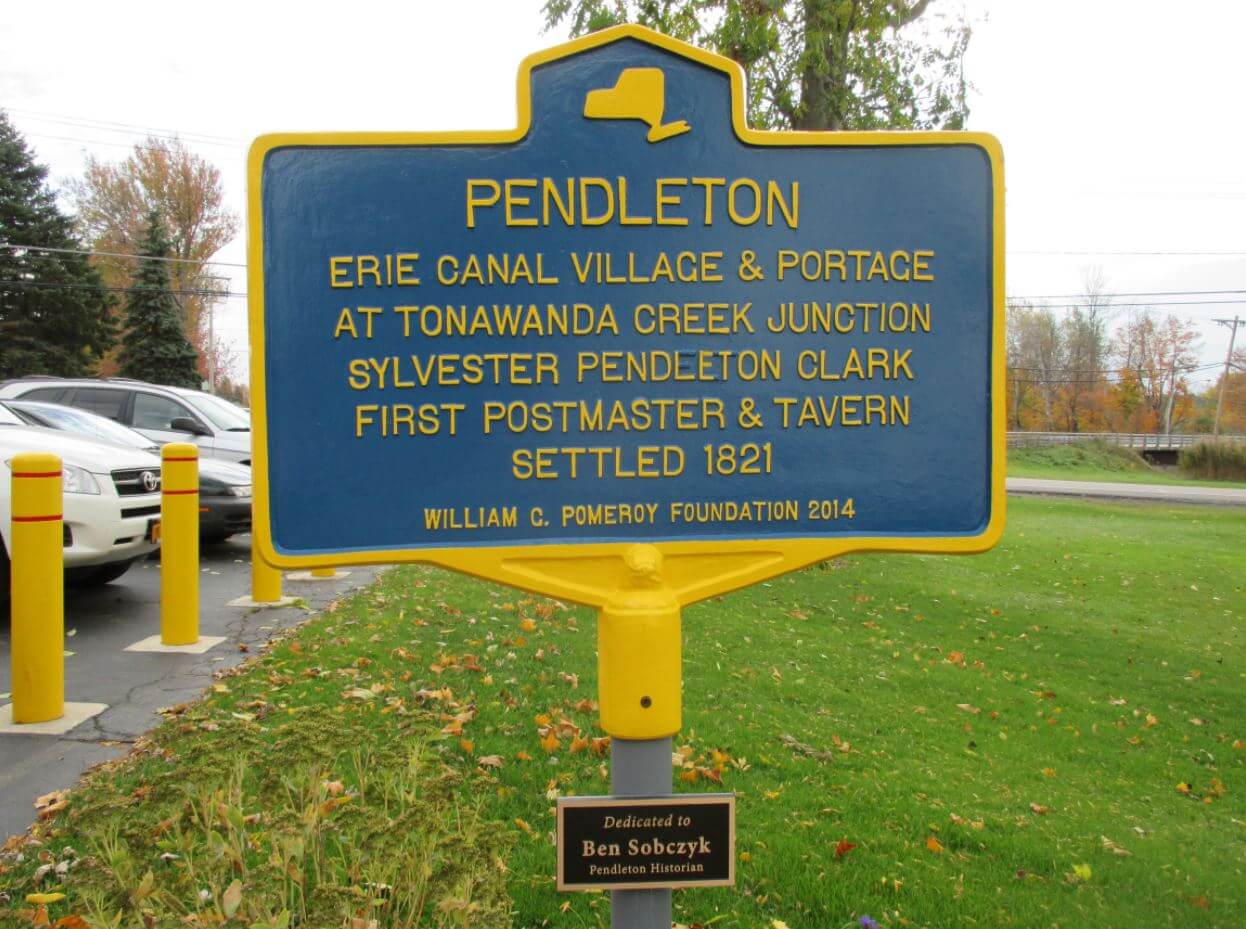 PENDLETON
ERIE CANAL VILLAGE & PORTAGE
AT TONAWANDA CREEK JUNCTION
SYLVESTER PENDEETON CLARK
FIRST POSTMASTER & TAVERN
SETTLED 1821
WILLIAM G. POMEROY FOUNDATION 2014
Dedicated to
Ben Sobczyk
Pendleton Historian